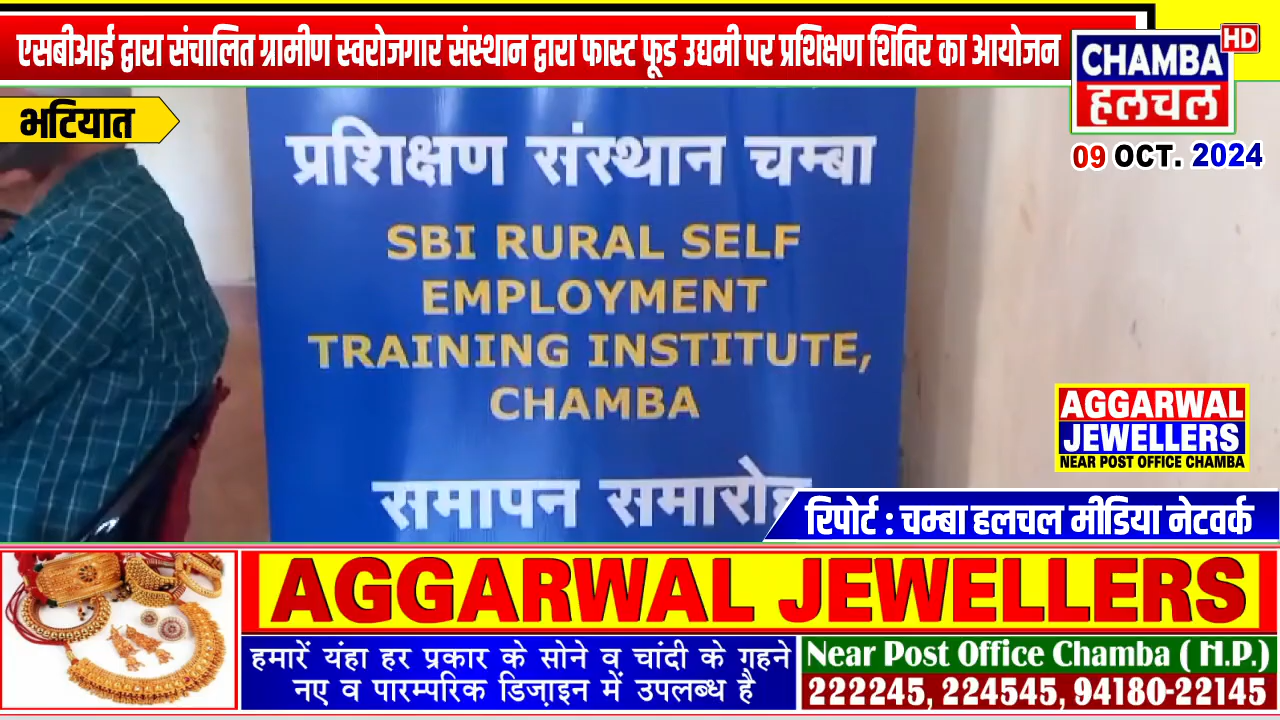 एसबीआई द्वारा संचालित ग्रामीण स्वरोजगार संस्थान द्वारा फास्ट फूड उद्यमी पर प्रशिक्षण शिविर का आयोजन
HD
CHAMBA
हलचल
भटियात
09 OCT. 2024
प्रशिक्षण संस्थान चम्बा
SBI RURAL SELF
EMPLOYMENT
TRAINING INSTITUTE,
CHAMBA
समापन समारोह
AGGARWAL
JEWELLERS
NEAR POST OFFICE CHAMBA
रिपोर्ट : चम्बा हलचल मीडिया नेटवर्क
AGGARWAL JEWELLERS
हमारें यंहा हर प्रकार के सोने व चांदी के गहने
नए व पारम्परिक डिज़ाइन में उपलब्ध है
Near Post Office Chamba ( H.P.)
222245, 224545, 94180-22145